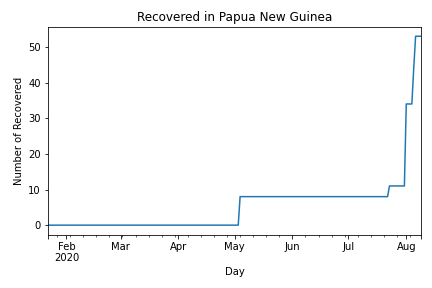 Recovered in Papua New Guinea
Number of Recovered
50
40
30
20
10
0
Feb Mar Apr May Jun Jul Aug
2020
Day